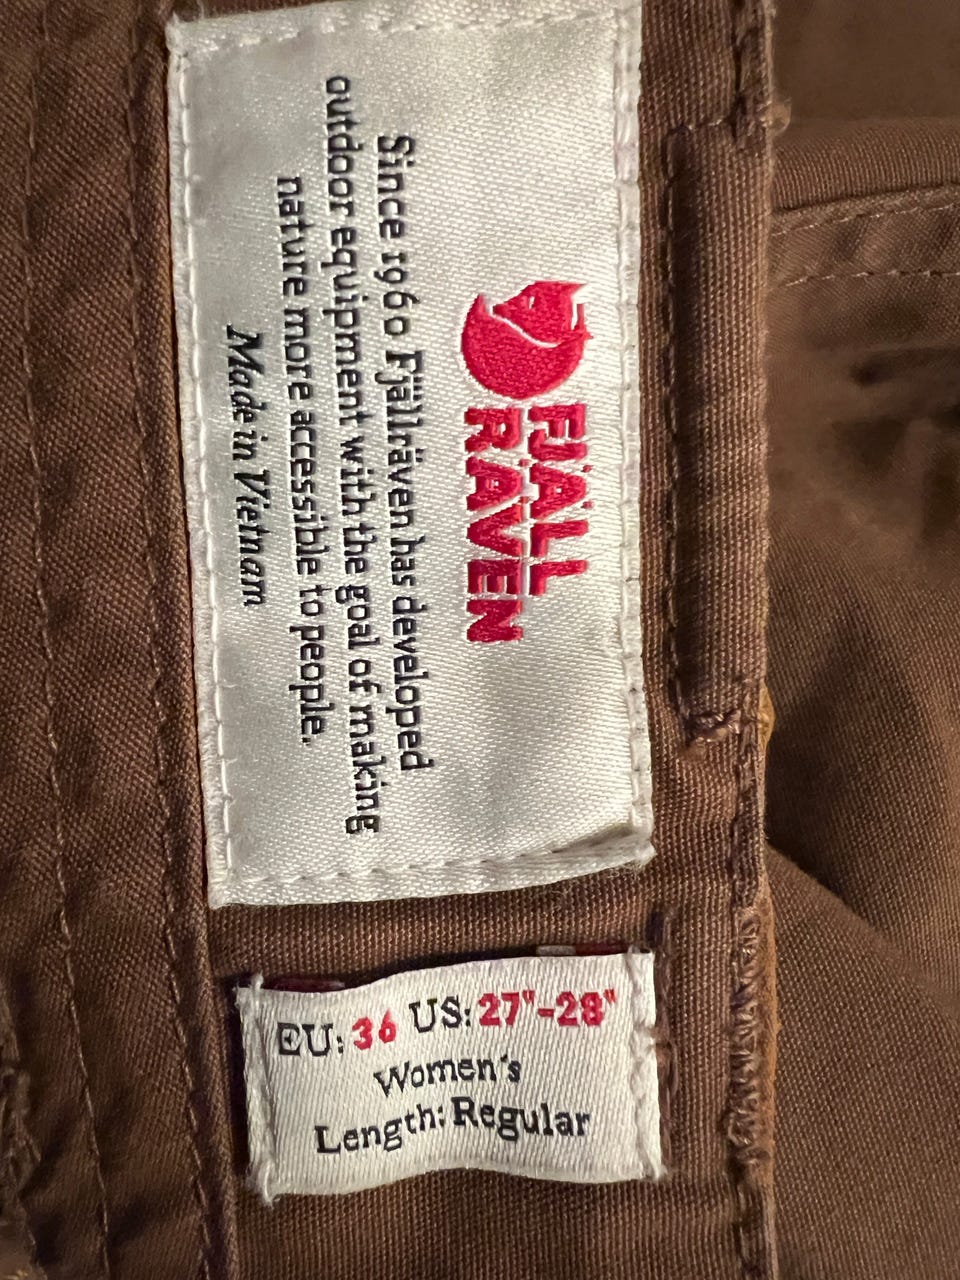 FJÄLL
RÄVEN
Since 1960 Fjällräven has developed
outdoor equipment with the goal of making
nature more accessible to people.
Made in Vietnam
EU: 36 US: 27"-28"
Women's
Length: Regular